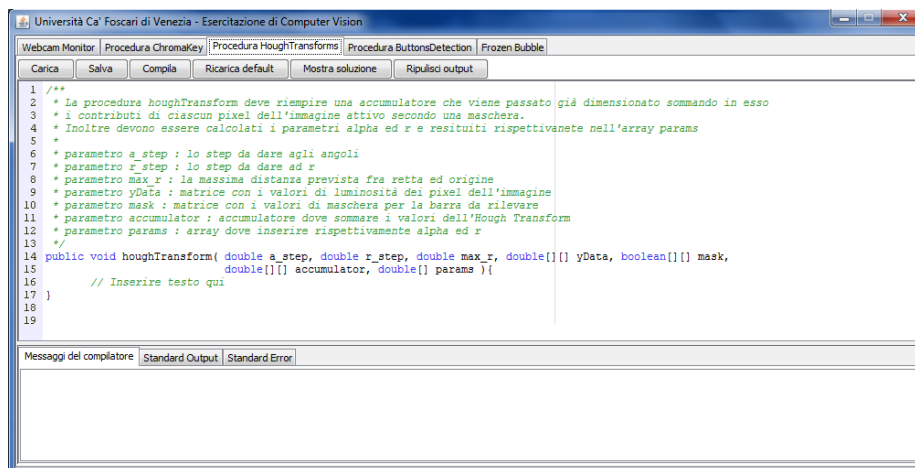 Università Ca' Foscari di Venezia - Esercitazione di Computer Vision
Webcam Monitor Procedura ChromaKey Procedura HoughTransforms Procedura ButtonsDetection Frozen Bubble
Carica Salva Compila Ricarica default Mostra soluzione Ripulisci output
1 /**
2 * La procedura houghTransform deve riempire una accumulatore che viene passato già dimensionato sommando in esso
3 * i contributi di ciascun pixel dell'immagine attivo secondo una maschera.
4 * Inoltre devono essere calcolati i parametri alpha ed r e resituiti rispettivanete nell'array params
5 *
6 * parametro a_step : lo step da dare agli angoli
7 * parametro r_step : lo step da dare ad r
8 * parametro max_r : la massima distanza prevista fra retta ed origine
9 * parametro yData : matrice con i valori di luminosità dei pixel dell'immagine
10 * parametro mask : matrice con i valori di maschera per la barra da rilevare
11 * parametro accumulator : accumulatore dove sommare i valori dell'Hough Transform
12 * parametro params : array dove inserire rispettivamente alpha ed r
13 */
14 public void houghTransform( double a_step, double r_step, double max_r, double[][] yData, boolean[][] mask,
15 double[][] accumulator, double[] params ){
16 // Inserire testo qui
17 }
18
19
Messaggi del compilatore Standard Output Standard Error